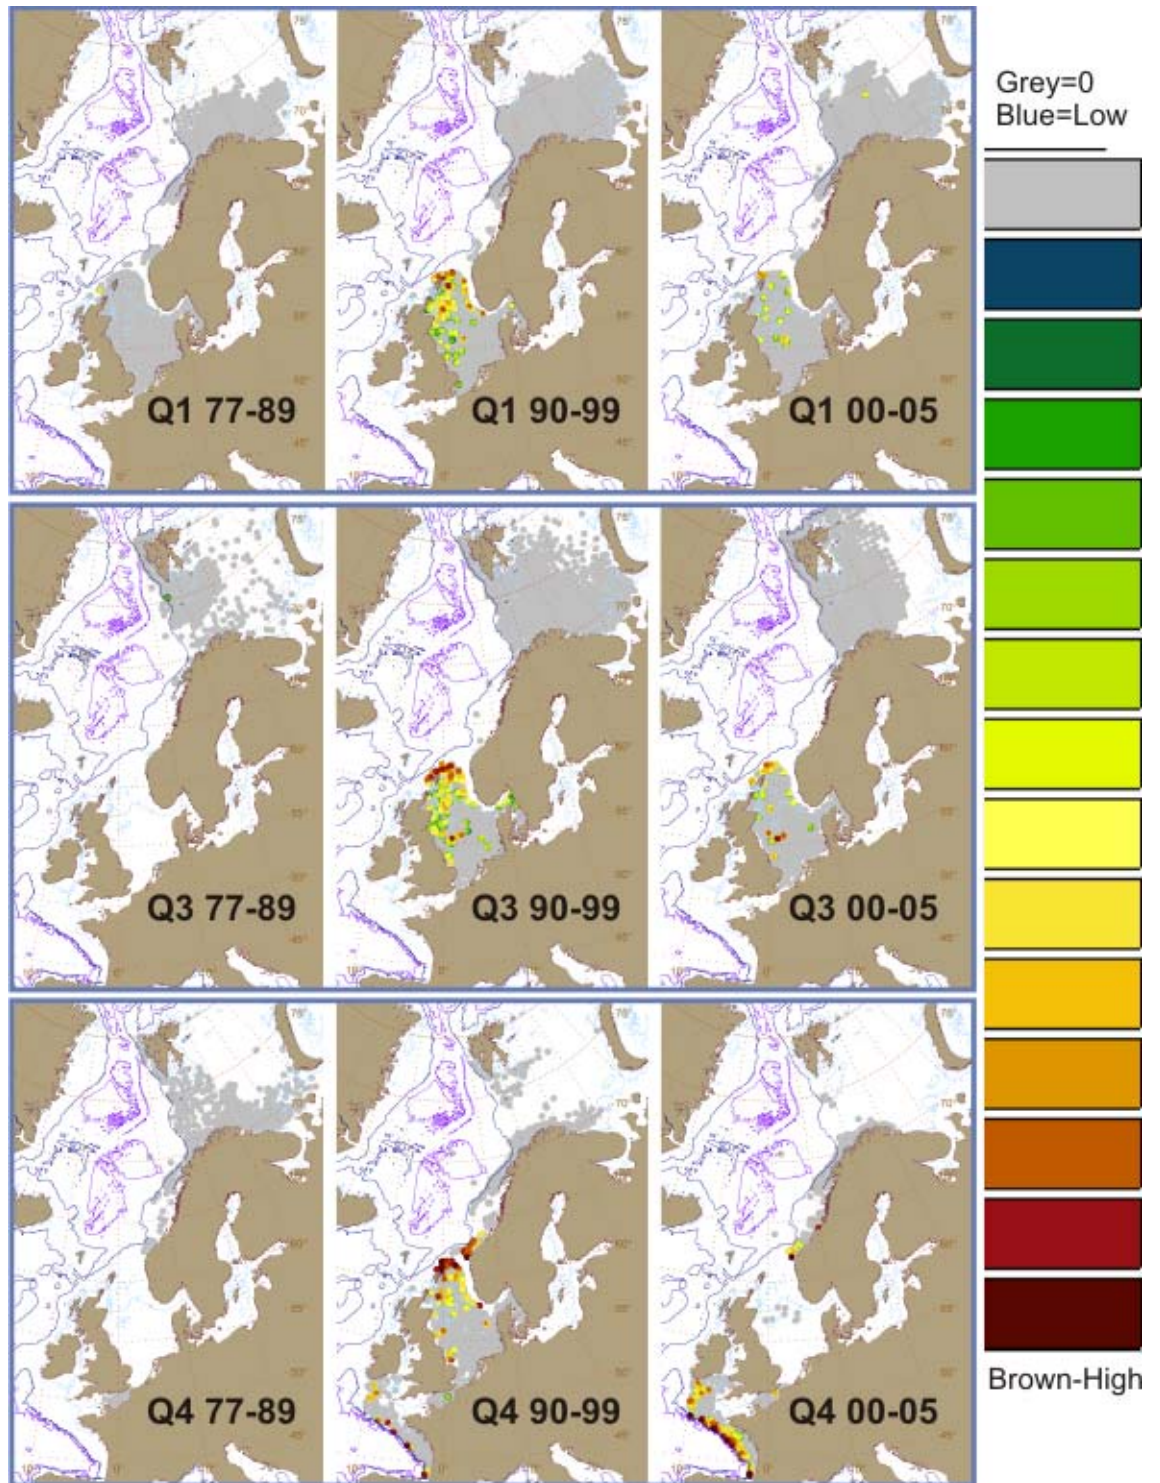 Grey=0
Blue=Low
Q1 77-89
Q1 90-99
Q1 00-05
Q3 77-89
Q3 90-99
Q3 00-05
Q4 77-89
Q4 90-99
Q4 00-05
Brown-High